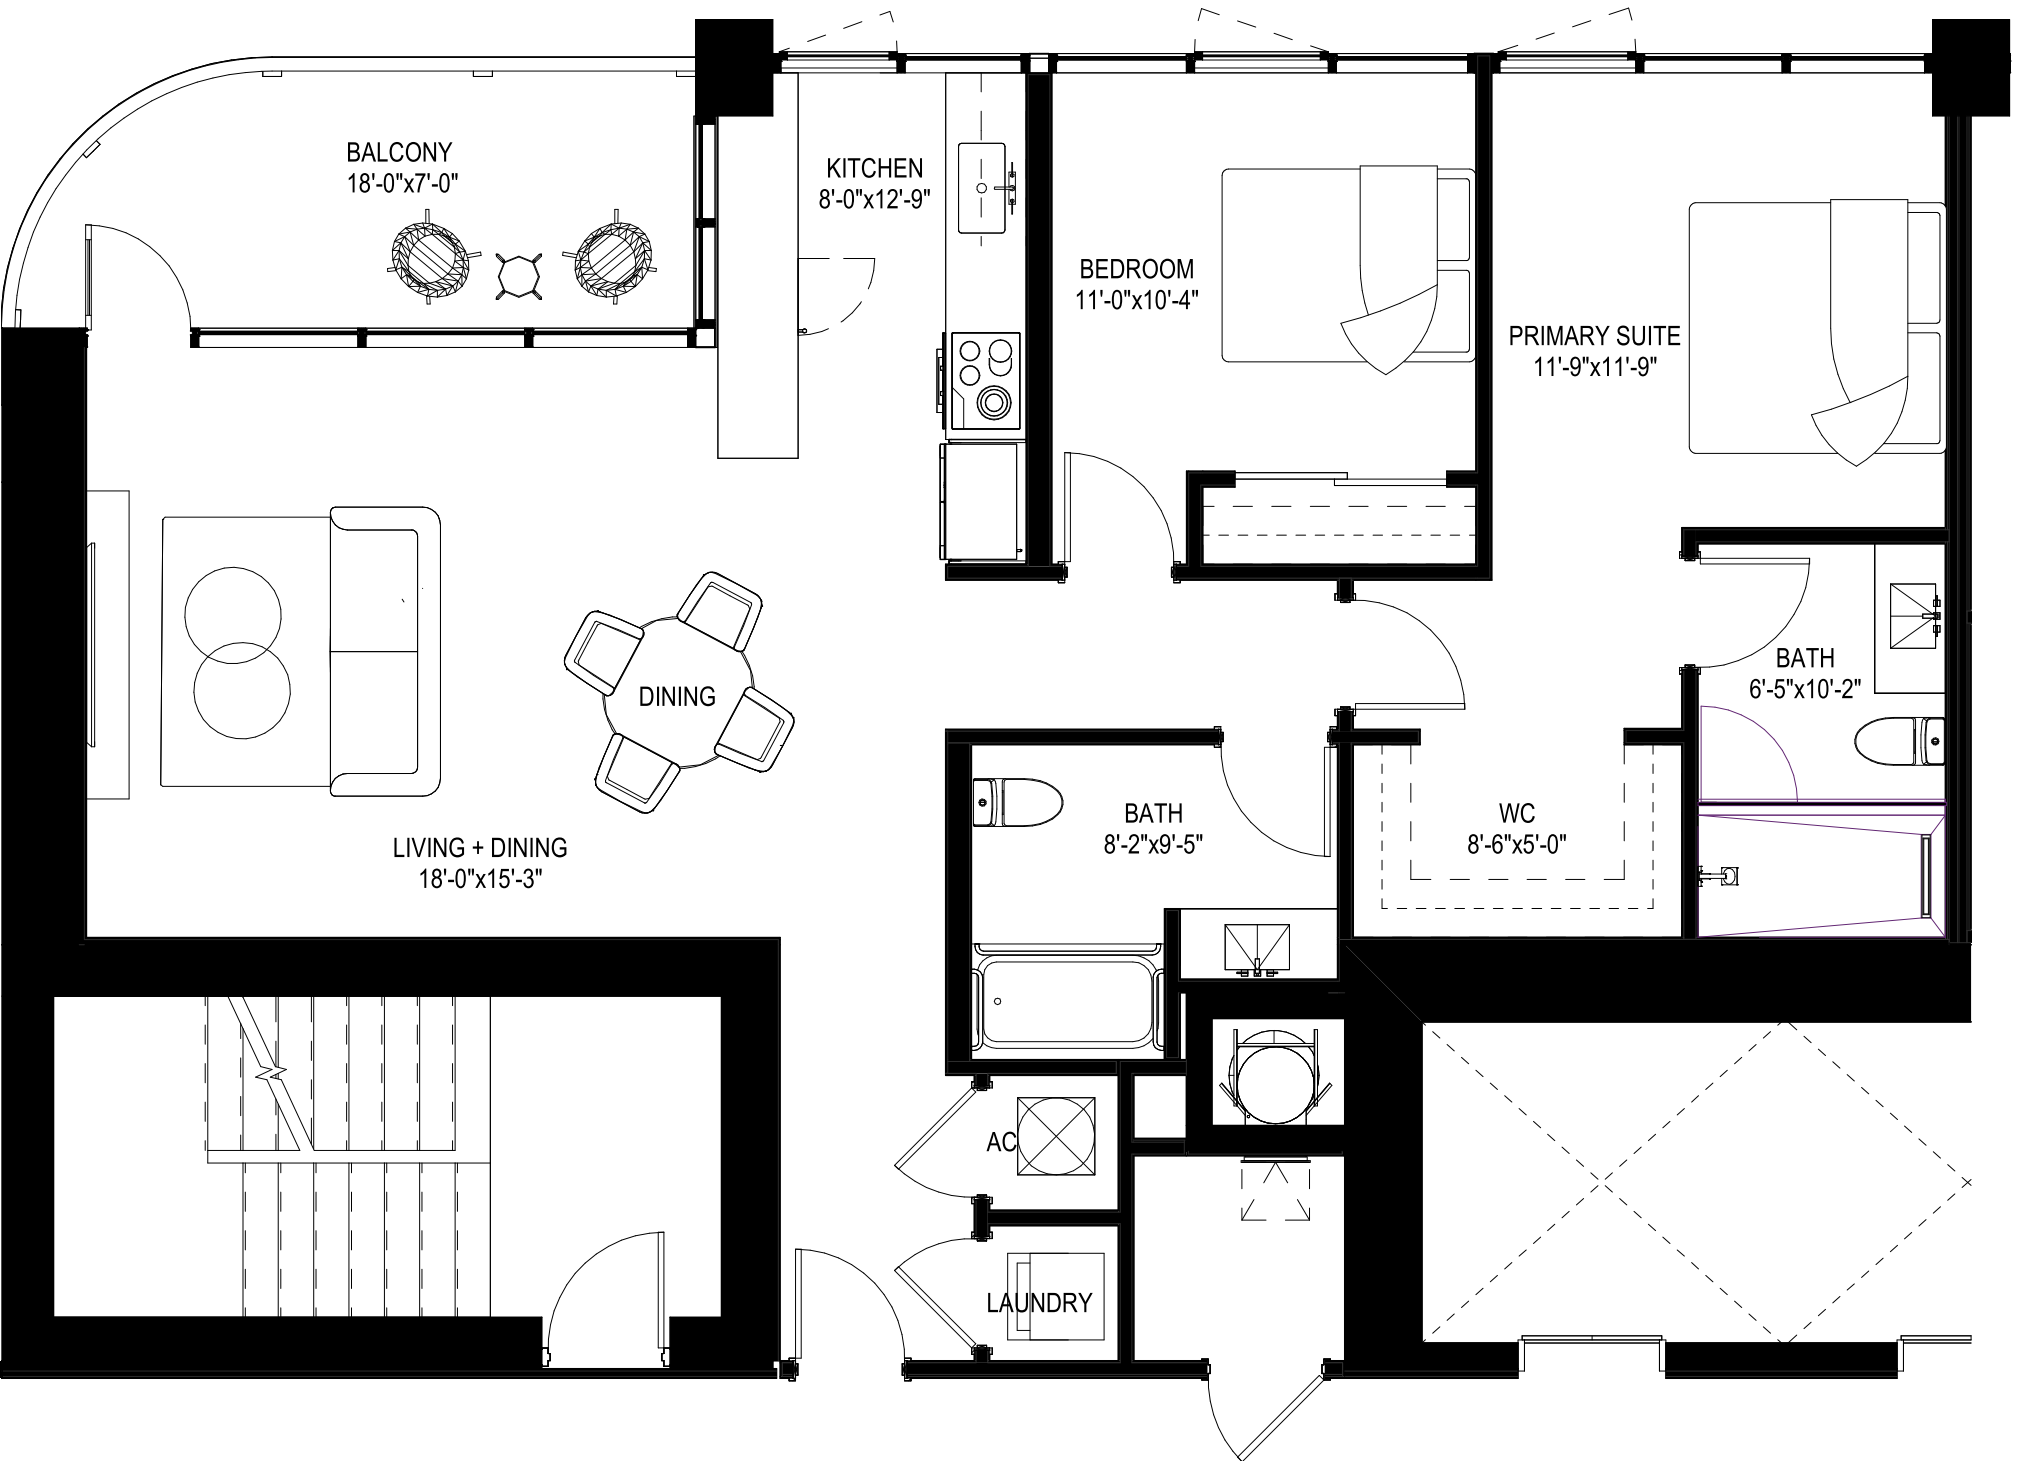 BALCONY
18'-0"x7'-0"
KITCHEN
8'-0"x12'-9"
BEDROOM
11'-0"x10'-4"
PRIMARY SUITE
11'-9"x11'-9"
DINING
BATH
6'-5"x10'-2"
LIVING + DINING
18'-0"x15'-3"
BATH
8'-2"x9'-5"
WC
8'-6"x5'-0"
AC
LAUNDRY